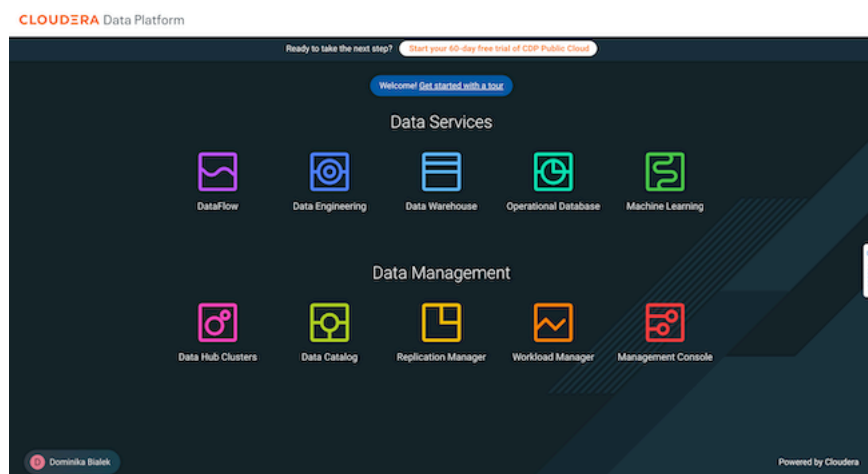 CLOUDERA Data Platform
Ready to take the next step? Start your 60-day free trial of CDP Public Cloud
Welcome! Get started with a tour
Data Services
DataFlow Data Engineering Data Warehouse Operational Database Machine Learning
Data Management
Data Hub Clusters Data Catalog Replication Manager Workload Manager Management Console
D Dominika Bialek Powered by Cloudera